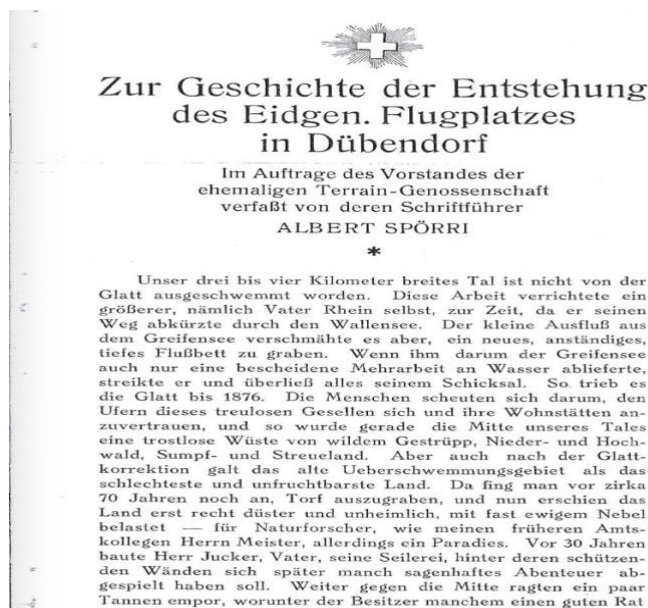 Zur Geschichte der Entstehung
des Eidgen. Flugplatzes
in Dübendorf
Im Auftrage des Vorstandes der
ehemaligen Terrain-Genossenschaft
verfaßt von deren Schriftführer
ALBERT SPÖRRI
*
Unser drei bis vier Kilometer breites Tal ist nicht von der
Glatt ausgeschwemmt worden. Diese Arbeit verrichtete ein
größerer, nämlich Vater Rhein selbst, zur Zeit, da er seinen
Weg abkürzte durch den Wallensee. Der kleine Ausfluß aus
dem Greifensee verschmähte es aber, ein neues, anständiges,
tiefes Flußbett zu graben. Wenn ihm darum der Greifensee
auch nur eine bescheidene Mehrarbeit an Wasser ablieferte,
streikte er und überließ alles seinem Schicksal. So trieb es
die Glatt bis 1876. Die Menschen scheuten sich darum, den
Ufern dieses treulosen Gesellen sich und ihre Wohnstätten an-
zuvertrauen, und so wurde gerade die Mitte unseres Tales
eine trostlose Wüste von wildem Gestrüpp, Nieder- und Hoch-
wald, Sumpf- und Streueland. Aber auch nach der Glatt-
korrektion galt das alte Ueberschwemmungsgebiet als das
schlechteste und unfruchtbarste Land. Da fing man vor zirka
70 Jahren noch an, Torf auszugraben, und nun erschien das
Land erst recht düster und unheimlich, mit fast ewigem Nebel
belastet — für Naturforscher, wie meinen früheren Amts-
kollegen Herrn Meister, allerdings ein Paradies. Vor 30 Jahren
baute Herr Jucker, Vater, seine Seilerei, hinter deren schützen-
den Wänden sich später manch sagenhaftes Abenteuer ab-
gespielt haben soll. Weiter gegen die Mitte ragten ein paar
Tannen empor, worunter der Besitzer manchem einen guten Rat